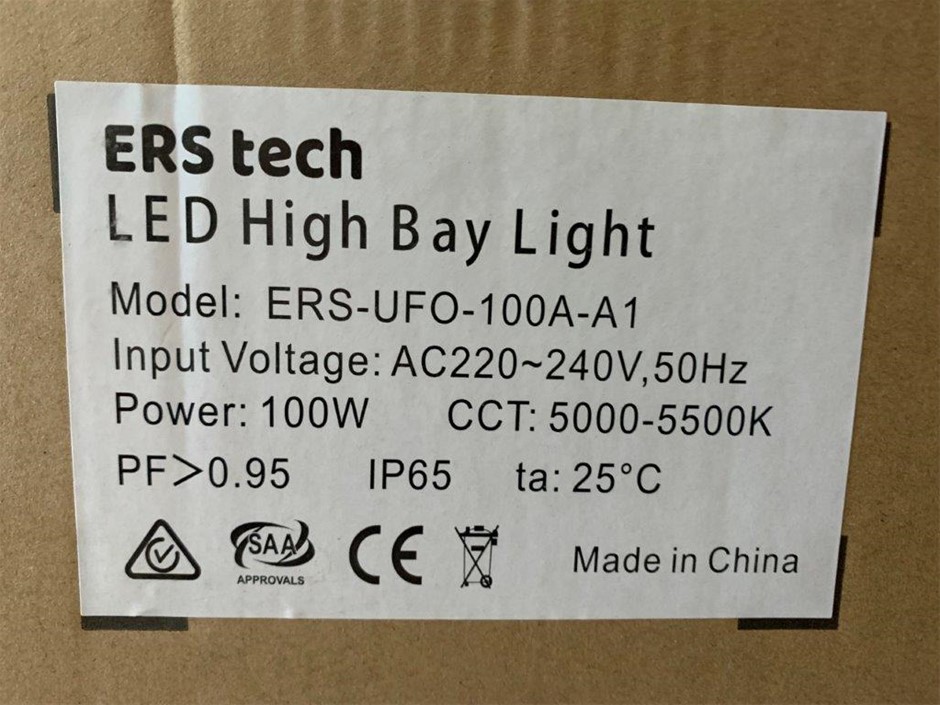 ERS tech
LED High Bay Light
Model: ERS-UFO-100A-A1
Input Voltage: AC220~240V,50Hz
Power: 100W CCT: 5000-5500K
PF>0.95 IP65 ta: 25°C
SAA CE Made in China
APPROVALS